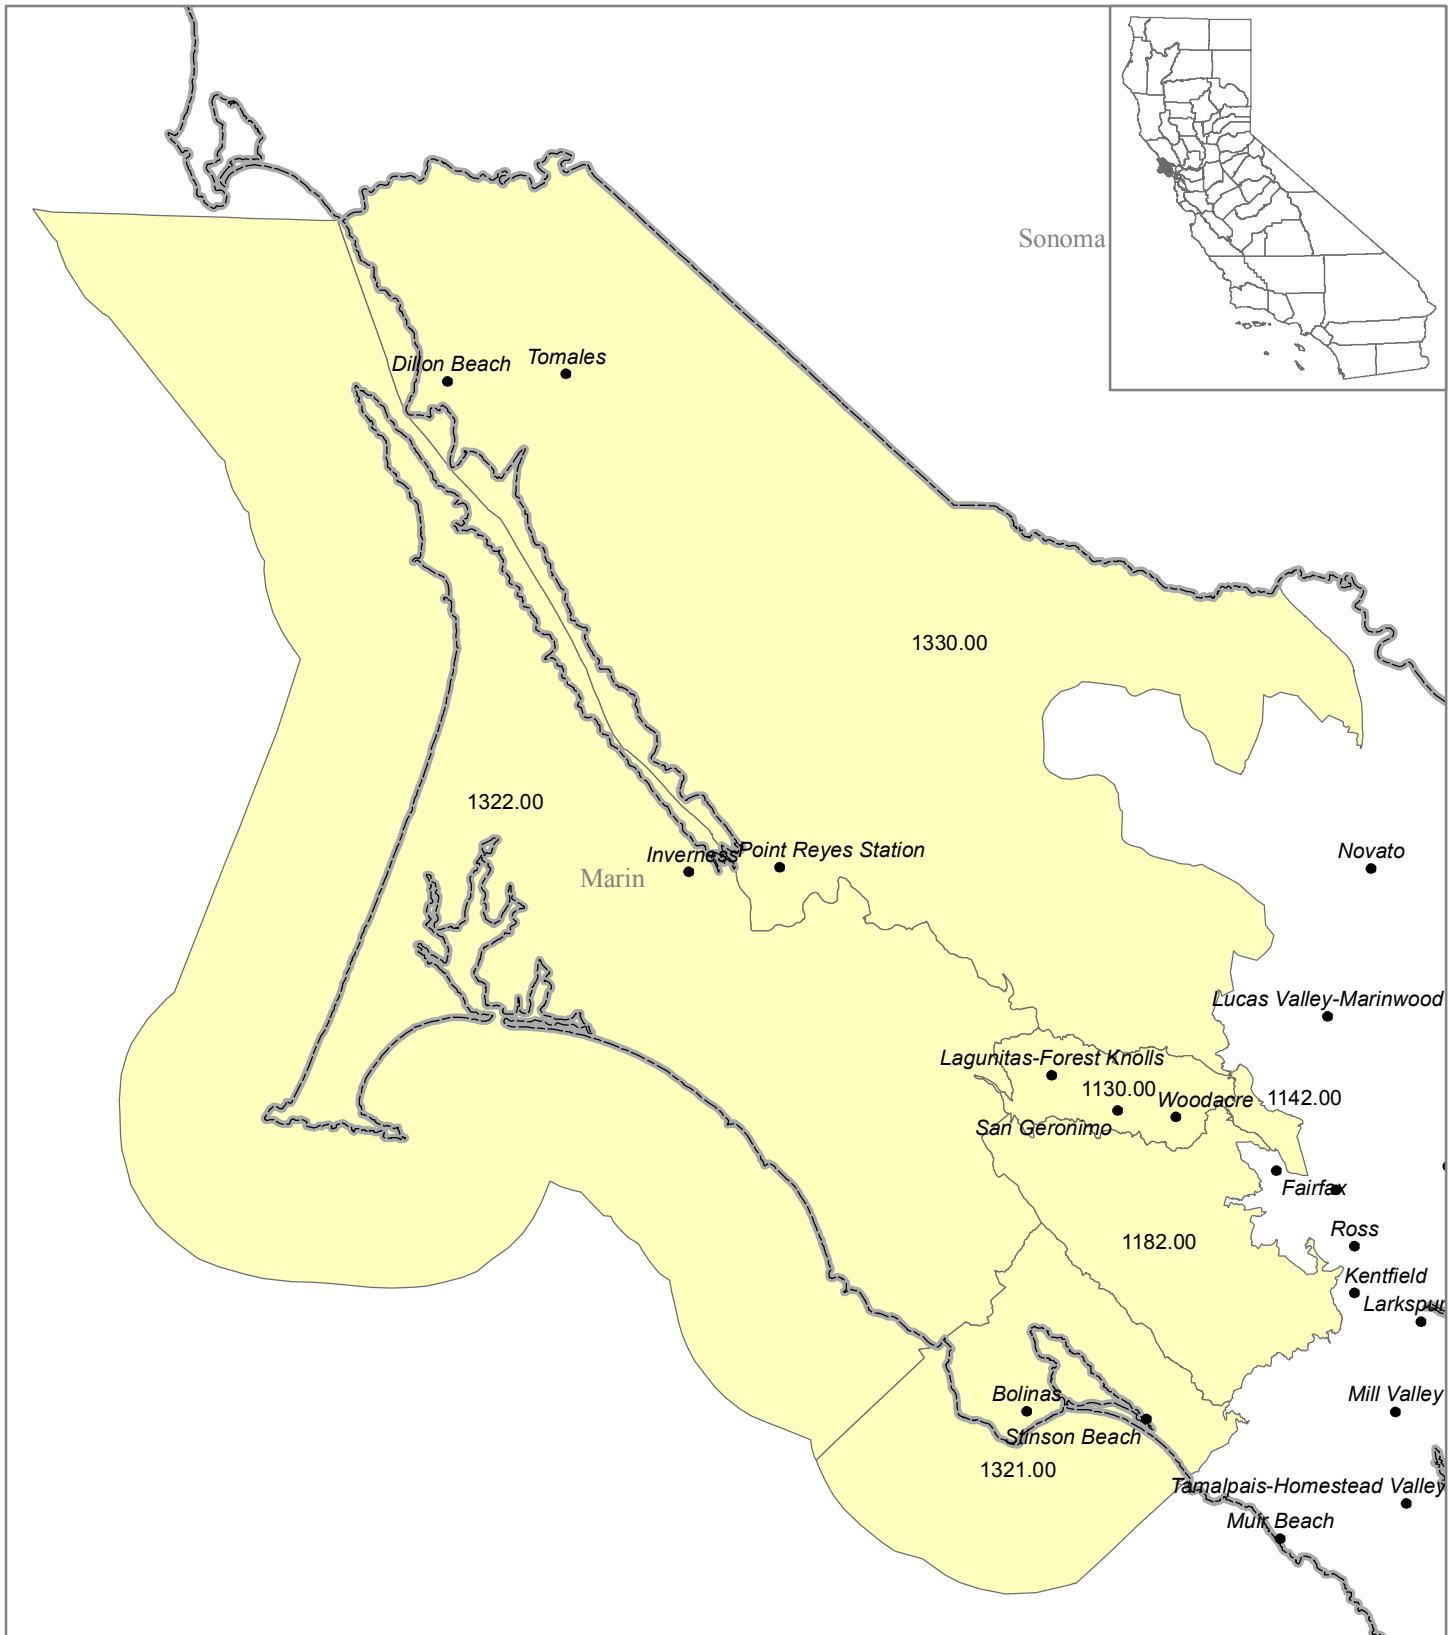 Sonoma
Dillon Beach
Tomales
1330.00
1322.00
Inverness
Point Reyes Station
Novato
Marin
Lucas Valley-Marinwood
Lagunitas-Forest Knolls
1130.00
Woodacre
1142.00
San Geronimo
Fairfax
Ross
1182.00
Kentfield
Larkspur
Bolinas
Mill Valley
Stinson Beach
1321.00
Tamalpais-Homestead Valley
Muir Beach